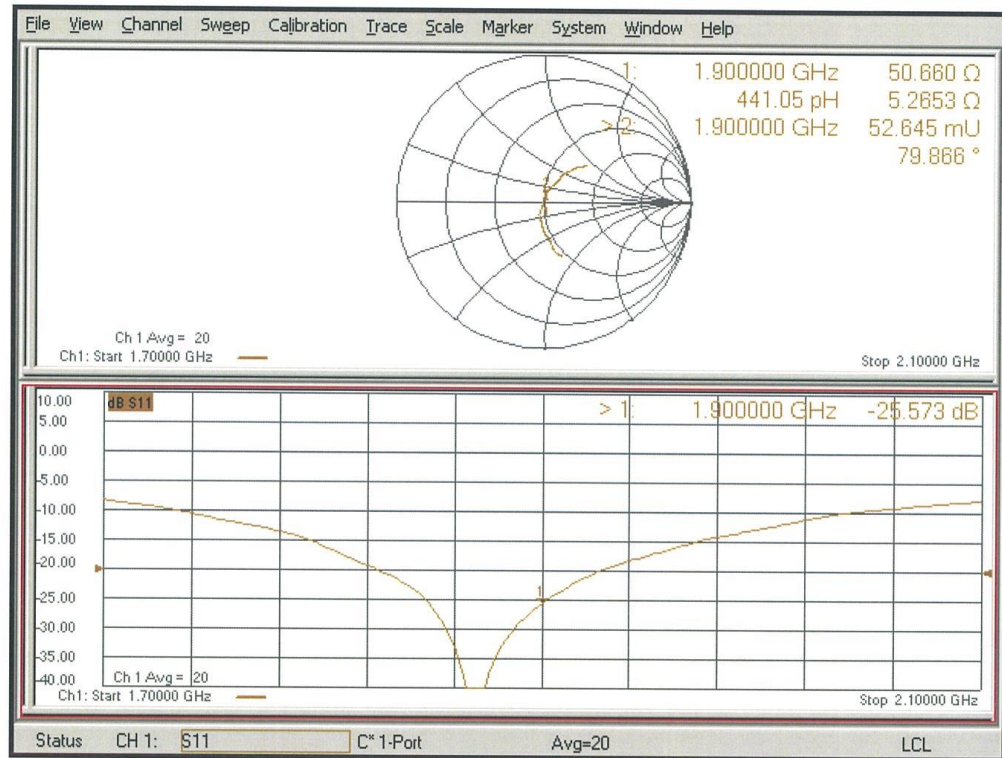 File View Channel Sweep Calibration Trace Scale Marker System Window Help
1: 1.900000 GHz 50.660 Ω
441.05 pH 5.2653 Ω
> 2: 1.900000 GHz 52.645 mU
79.866 °
Ch 1 Avg = 20
Ch1: Start 1.70000 GHz
Stop 2.10000 GHz
dB S11
> 1: 1.900000 GHz -25.573 dB
10.00
5.00
0.00
-5.00
-10.00
-15.00
-20.00
-25.00
-30.00
-35.00
-40.00
1
Ch 1 Avg = 20
Ch1: Start 1.70000 GHz
Stop 2.10000 GHz
Status CH 1: S11 C* 1-Port Avg=20 LCL